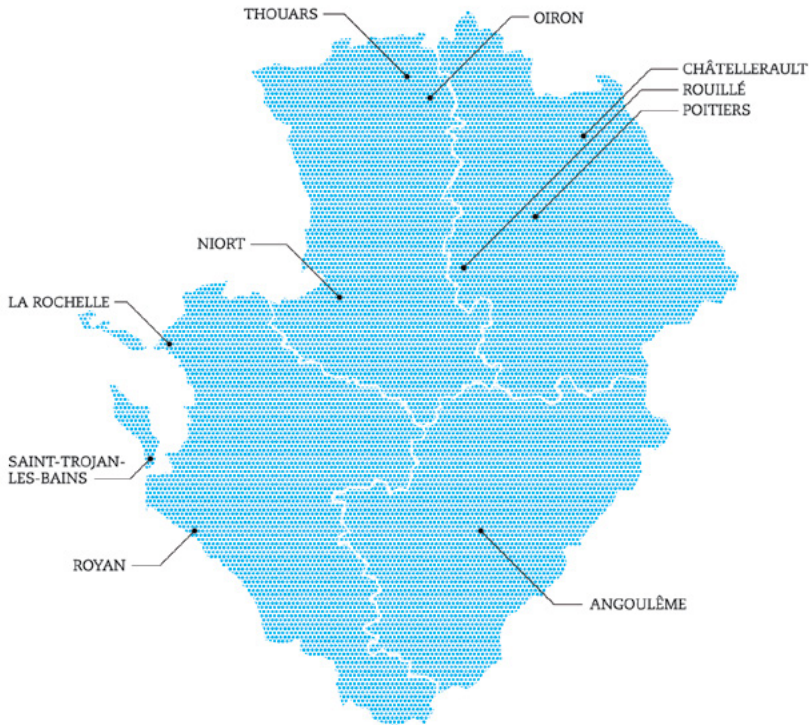 THOUARS
OIRON
CHÂTELLERAULT
ROUILLÉ
POITIERS
NIORT
LA ROCHELLE
SAINT-TROJAN-
LES-BAINS
ROYAN
ANGOULÊME